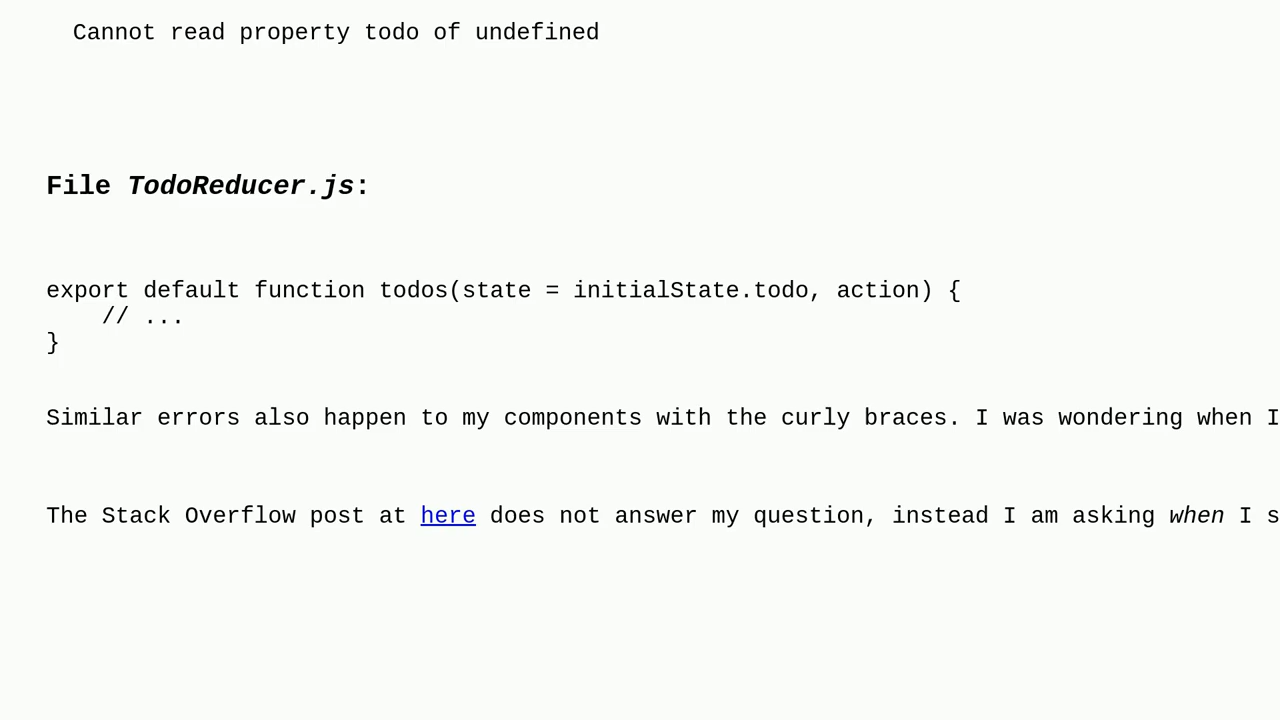 Cannot read property todo of undefined
File TodoReducer.js:
export default function todos(state = initialState.todo, action) {
    // ...
}
Similar errors also happen to my components with the curly braces. I was wondering when I
The Stack Overflow post at here does not answer my question, instead I am asking when I s